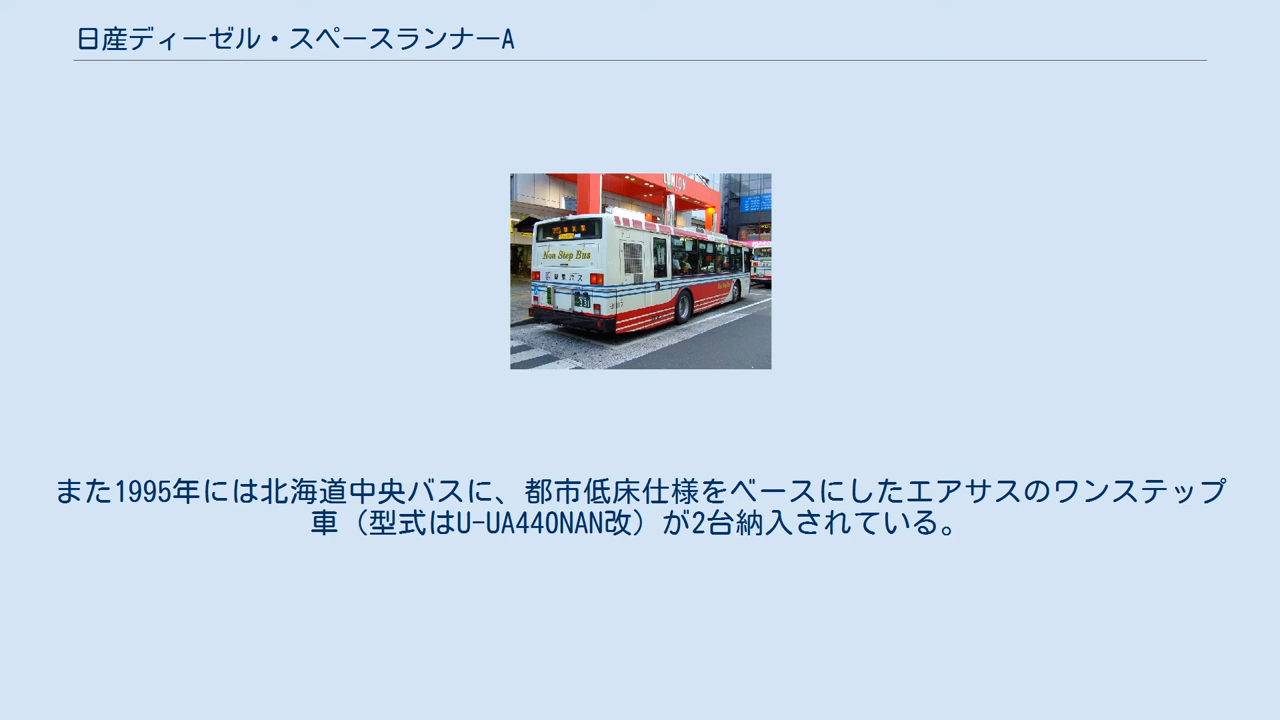 日産ディーゼル・スペースランナーA
Non Step Bus
また1995年には北海道中央バスに、都市低床仕様をベースにしたエアサスのワンステップ
車（型式はU-UA440NAN改）が2台納入されている。